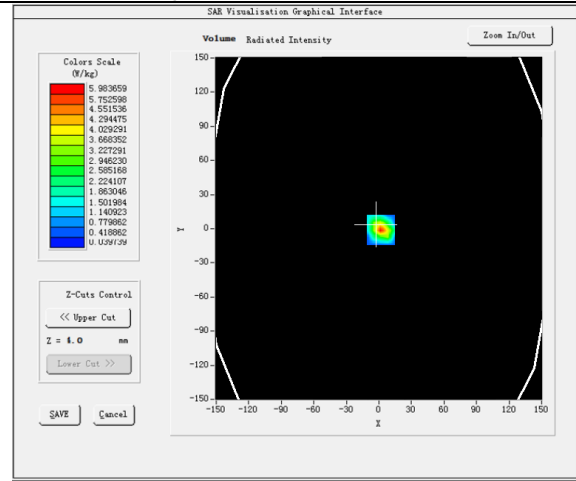 SAR Visualisation Graphical Interface
Volume Radiated Intensity
Zoom In/Out
Colors Scale
(W/kg)
5.983659
5.752598
4.551536
4.294475
4.029291
3.668352
3.227291
2.946230
2.585168
2.224107
1.863046
1.501984
1.140923
0.779862
0.418862
0.039739
Z-Cuts Control
<< Upper Cut
Z = 4.0 mm
Lower Cut >>
SAVE Cancel
150
120
90
60
30
Y 0
-30
-60
-90
-120
-150
-150 -120 -90 -60 -30 0 30 60 90 120 150
X